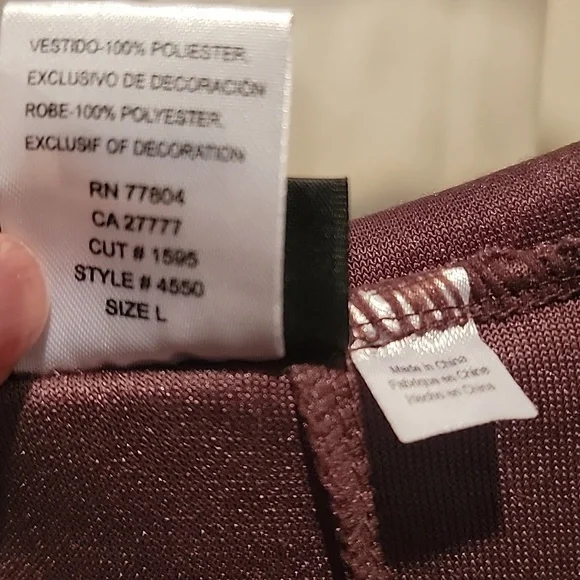 VESTIDO-100% POLIESTER,
EXCLUSIVO DE DECORACIÓN
ROBE-100% POLYESTER,
EXCLUSIF OF DECORATION
RN 77804
CA 27777
CUT # 1595
STYLE # 4550
SIZE L
Made in China
Fabriqué en Chine
Hecho en China